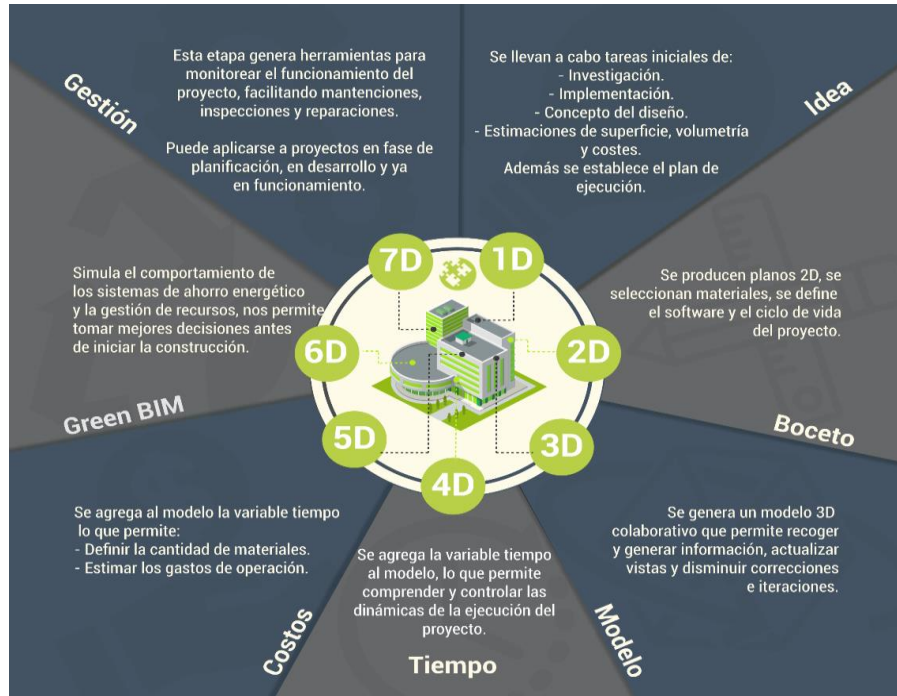 Idea
Se llevan a cabo tareas iniciales de:
- Investigación.
- Implementación.
- Concepto del diseño.
- Estimaciones de superficie, volumetría
y costes.
Además se establece el plan de
ejecución.
1D
Boceto
Se producen planos 2D, se
seleccionan materiales, se define
el software y el ciclo de vida
del proyecto.
2D
Modelo
Se genera un modelo 3D
colaborativo que permite recoger
y generar información, actualizar
vistas y disminuir correcciones
e iteraciones.
3D
Tiempo
Se agrega la variable tiempo
al modelo, lo que permite
comprender y controlar las
dinámicas de la ejecución del
proyecto.
4D
Costos
Se agrega al modelo la variable tiempo
lo que permite:
- Definir la cantidad de materiales.
- Estimar los gastos de operación.
5D
Green BIM
Simula el comportamiento de
los sistemas de ahorro energético
y la gestión de recursos, nos permite
tomar mejores decisiones antes
de iniciar la construcción.
6D
Gestión
Esta etapa genera herramientas para
monitorear el funcionamiento del
proyecto, facilitando mantenciones,
inspecciones y reparaciones.
Puede aplicarse a proyectos en fase de
planificación, en desarrollo y ya
en funcionamiento.
7D